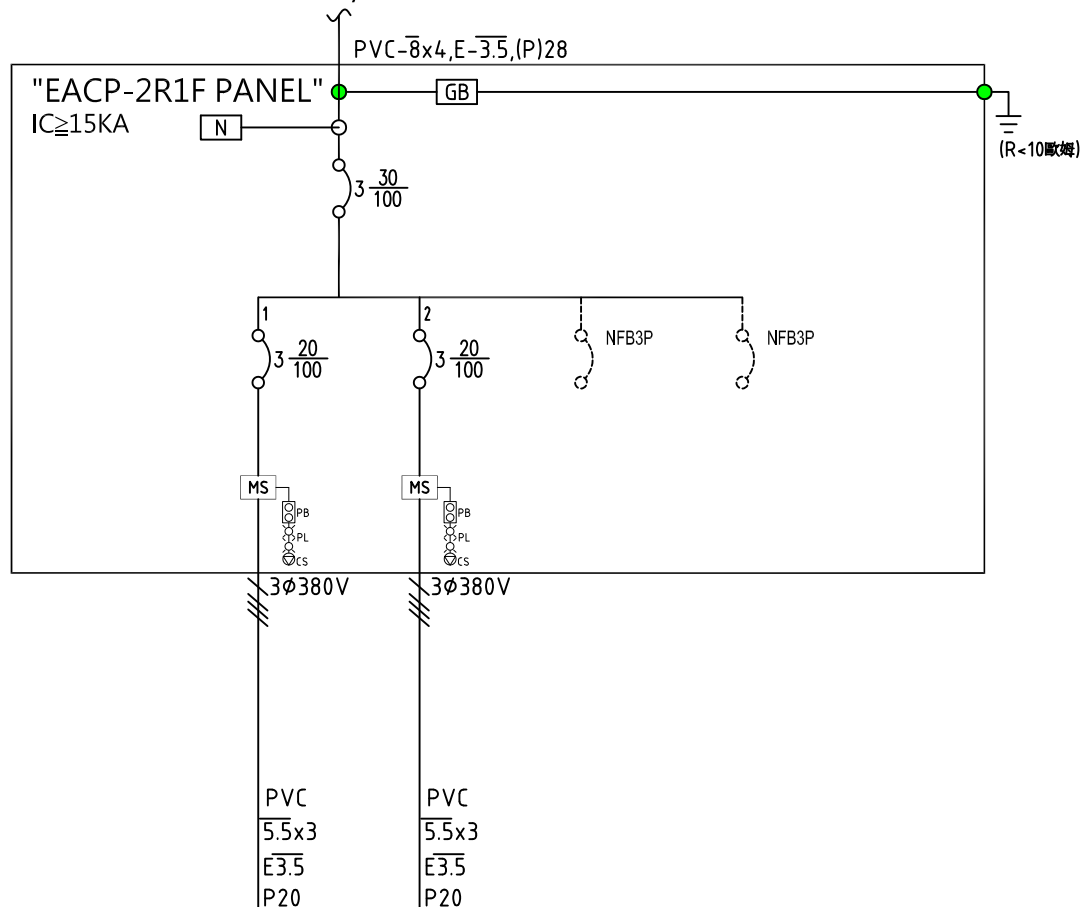 PVC-8x4,E-3.5,(P)28
"EACP-2R1F PANEL"
GB
IC≧15KA
N
(R<10歐姆)
3 30/100
1
2
3 20/100
3 20/100
NFB3P
NFB3P
MS
MS
PB
PB
PL
PL
CS
CS
3φ380V
3φ380V
PVC
5.5x3
E3.5
P20
PVC
5.5x3
E3.5
P20